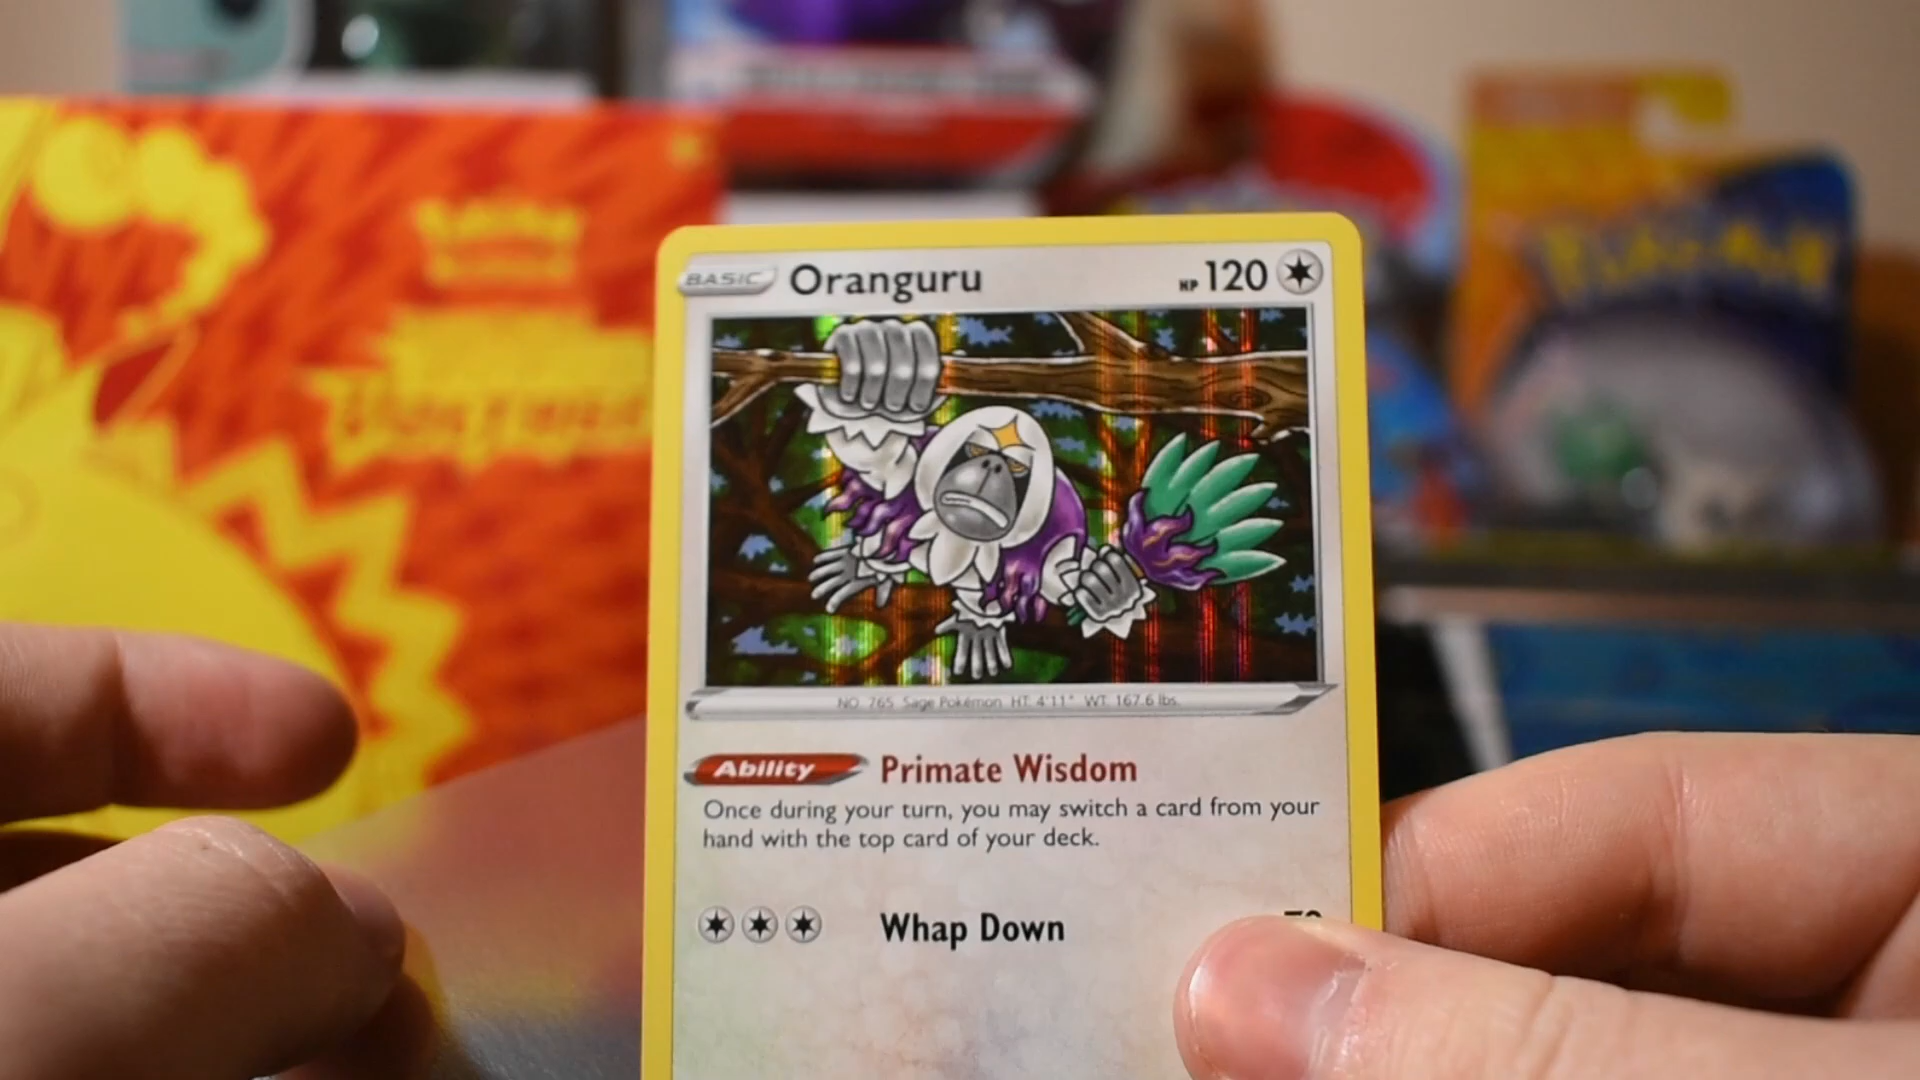 BASIC Oranguru HP 120
NO. 765 Sage Pokémon HT: 4'11" WT: 167.6 lbs.
Ability Primate Wisdom
Once during your turn, you may switch a card from your
hand with the top card of your deck.
Whap Down